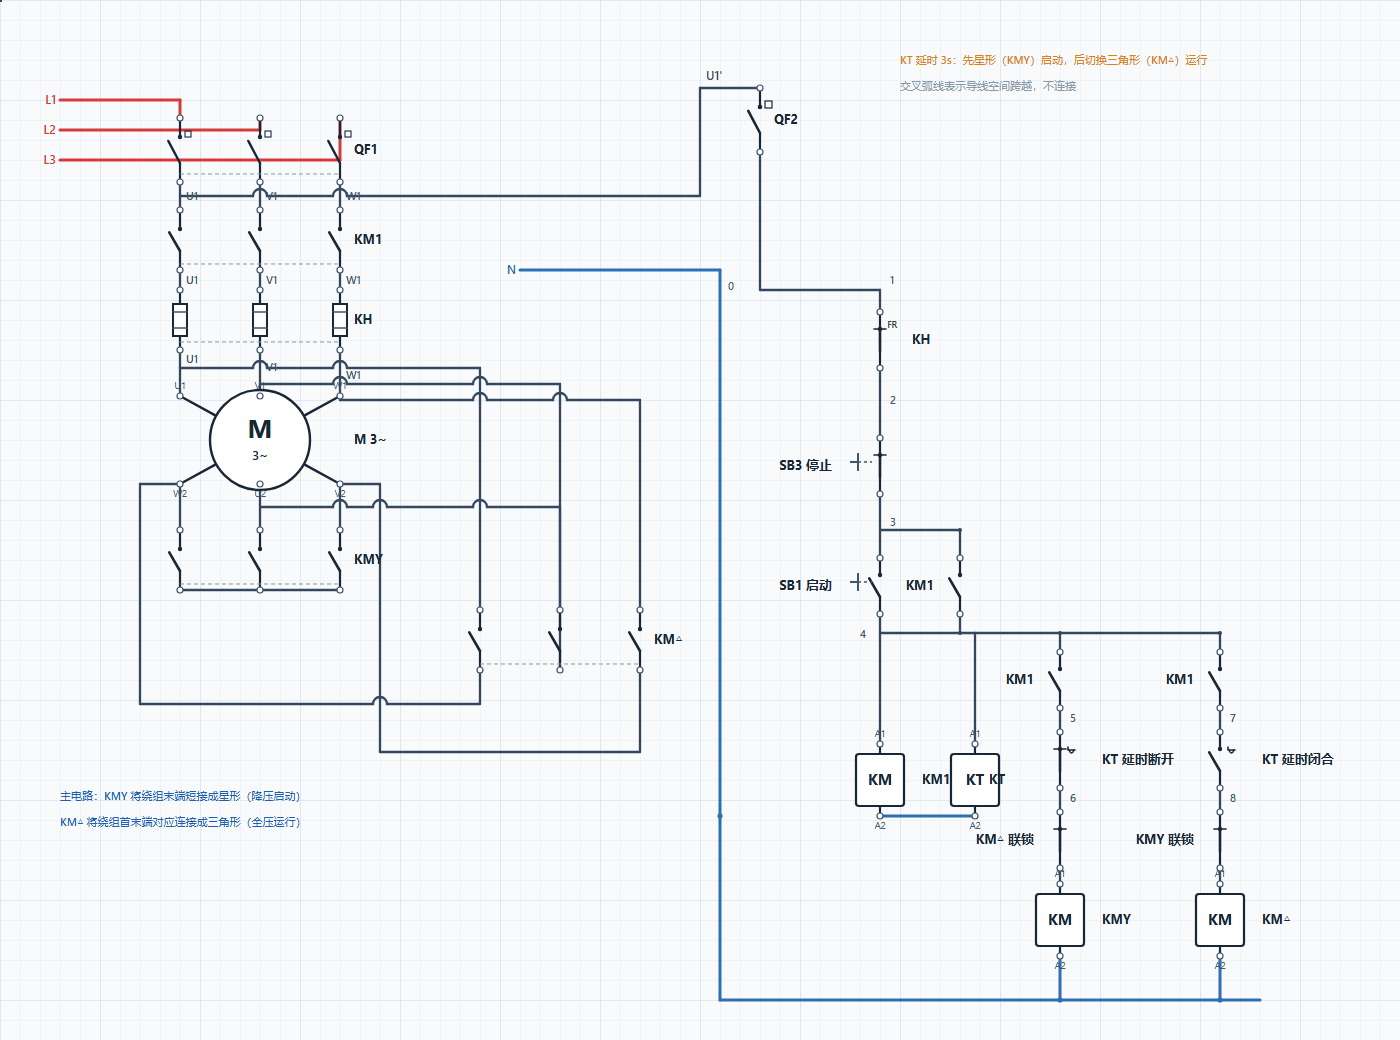 KT 延时 3s：先星形（KMY）启动，后切换三角形（KM△）运行
交叉弧线表示导线空间跨越，不连接
U1'
QF2
L1
L2
L3
QF1
U1
V1
W1
KM1
N
0
1
U1
V1
W1
KH
FR
KH
U1
V1
W1
U1
V1
W1
2
M
3~
M 3~
SB3 停止
W2
U2
V2
3
KMY
SB1 启动
KM1
4
KM△
KM1
KM1
5
7
A1
A1
KT 延时断开
KT 延时闭合
KM
KM1
KT
KT
6
8
A2
A2
KM△ 联锁
KMY 联锁
主电路：KMY 将绕组末端短接成星形（降压启动）
KM△ 将绕组首末端对应连接成三角形（全压运行）
A1
A1
KM
KMY
KM
KM△
A2
A2